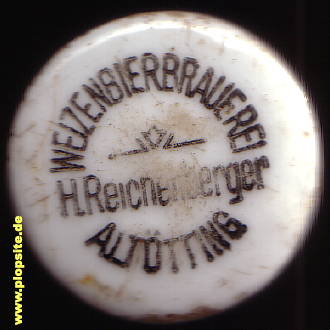 WEIZENBIERBRAUEREI
H.Reichenberger
ALTÖTTING
www.plopsite.de